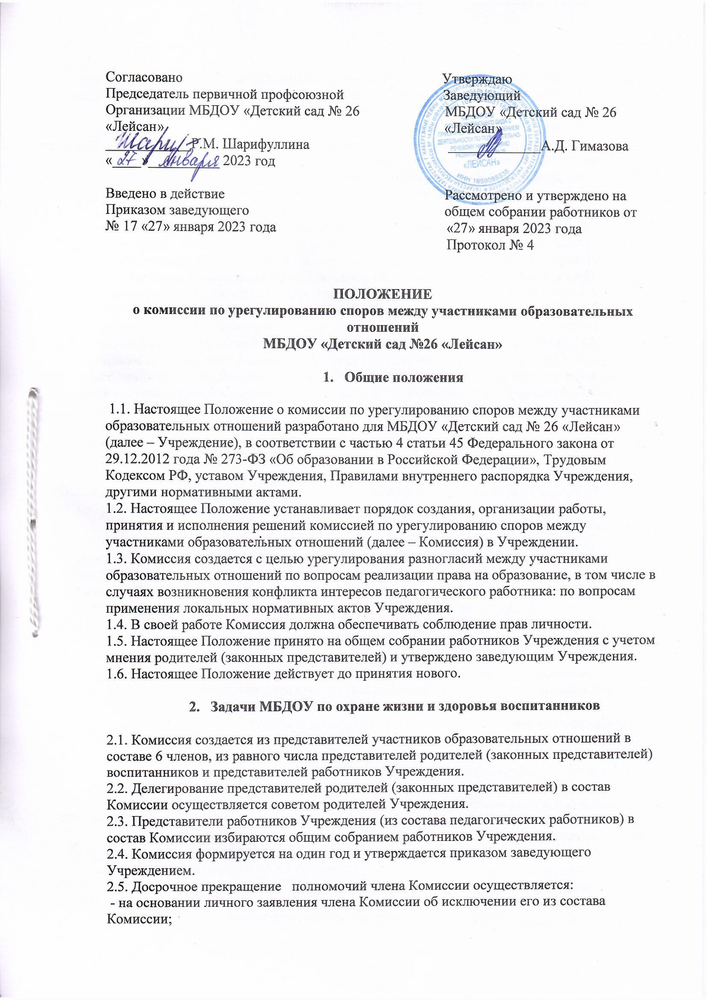 Согласовано
Председатель первичной профсоюзной
Организации МБДОУ «Детский сад № 26
«Лейсан»
Шариф Р.М. Шарифуллина
«27» января 2023 год
Утверждаю
Заведующий
МБДОУ «Детский сад № 26
«Лейсан»
А.Д. Гимазова
«ЛЕЙСАН»
ИНН 1650086335
Введено в действие
Приказом заведующего
№ 17 «27» января 2023 года
Рассмотрено и утверждено на
общем собрании работников от
«27» января 2023 года
Протокол № 4
ПОЛОЖЕНИЕ
о комиссии по урегулированию споров между участниками образовательных
отношений
МБДОУ «Детский сад №26 «Лейсан»
1. Общие положения
1.1. Настоящее Положение о комиссии по урегулированию споров между участниками
образовательных отношений разработано для МБДОУ «Детский сад № 26 «Лейсан»
(далее – Учреждение), в соответствии с частью 4 статьи 45 Федерального закона от
29.12.2012 года № 273-ФЗ «Об образовании в Российской Федерации», Трудовым
Кодексом РФ, уставом Учреждения, Правилами внутреннего распорядка Учреждения,
другими нормативными актами.
1.2. Настоящее Положение устанавливает порядок создания, организации работы,
принятия и исполнения решений комиссией по урегулированию споров между
участниками образовательных отношений (далее – Комиссия) в Учреждении.
1.3. Комиссия создается с целью урегулирования разногласий между участниками
образовательных отношений по вопросам реализации права на образование, в том числе в
случаях возникновения конфликта интересов педагогического работника: по вопросам
применения локальных нормативных актов Учреждения.
1.4. В своей работе Комиссия должна обеспечивать соблюдение прав личности.
1.5. Настоящее Положение принято на общем собрании работников Учреждения с учетом
мнения родителей (законных представителей) и утверждено заведующим Учреждения.
1.6. Настоящее Положение действует до принятия нового.
2. Задачи МБДОУ по охране жизни и здоровья воспитанников
2.1. Комиссия создается из представителей участников образовательных отношений в
составе 6 членов, из равного числа представителей родителей (законных представителей)
воспитанников и представителей работников Учреждения.
2.2. Делегирование представителей родителей (законных представителей) в состав
Комиссии осуществляется советом родителей Учреждения.
2.3. Представители работников Учреждения (из состава педагогических работников) в
состав Комиссии избираются общим собранием работников Учреждения.
2.4. Комиссия формируется на один год и утверждается приказом заведующего
Учреждением.
2.5. Досрочное прекращение полномочий члена Комиссии осуществляется:
- на основании личного заявления члена Комиссии об исключении его из состава
Комиссии;